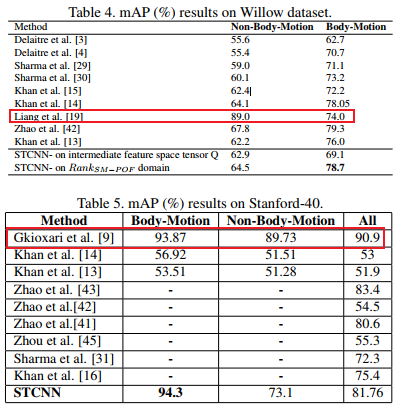 Table 4. mAP (%) results on Willow dataset.
Method Non-Body-Motion Body-Motion
Delaitre et al. [3] 55.6 62.7
Delaitre et al. [4] 55.4 70.7
Sharma et al. [29] 59.0 71.1
Sharma et al. [30] 60.1 73.2
Khan et al. [15] 62.4 72.2
Khan et al. [14] 64.1 78.05
Liang et al. [19] 89.0 74.0
Zhao et al. [42] 67.8 79.3
Khan et al. [13] 62.2 76.0
STCNN- on intermediate feature space tensor Q 62.9 69.1
STCNN- on RankSM−POF domain 64.5 78.7
Table 5. mAP (%) results on Stanford-40.
Method Body-Motion Non-Body-Motion All
Gkioxari et al. [9] 93.87 89.73 90.9
Khan et al. [14] 56.92 51.51 53
Khan et al. [13] 53.51 51.28 51.9
Zhao et al. [43] - - 83.4
Zhao et al.[42] - - 54.5
Zhao et al.[41] - - 80.6
Zhou et al. [45] - - 55.3
Sharma et al. [31] - - 72.3
Khan et al. [16] - - 75.4
STCNN 94.3 73.1 81.76